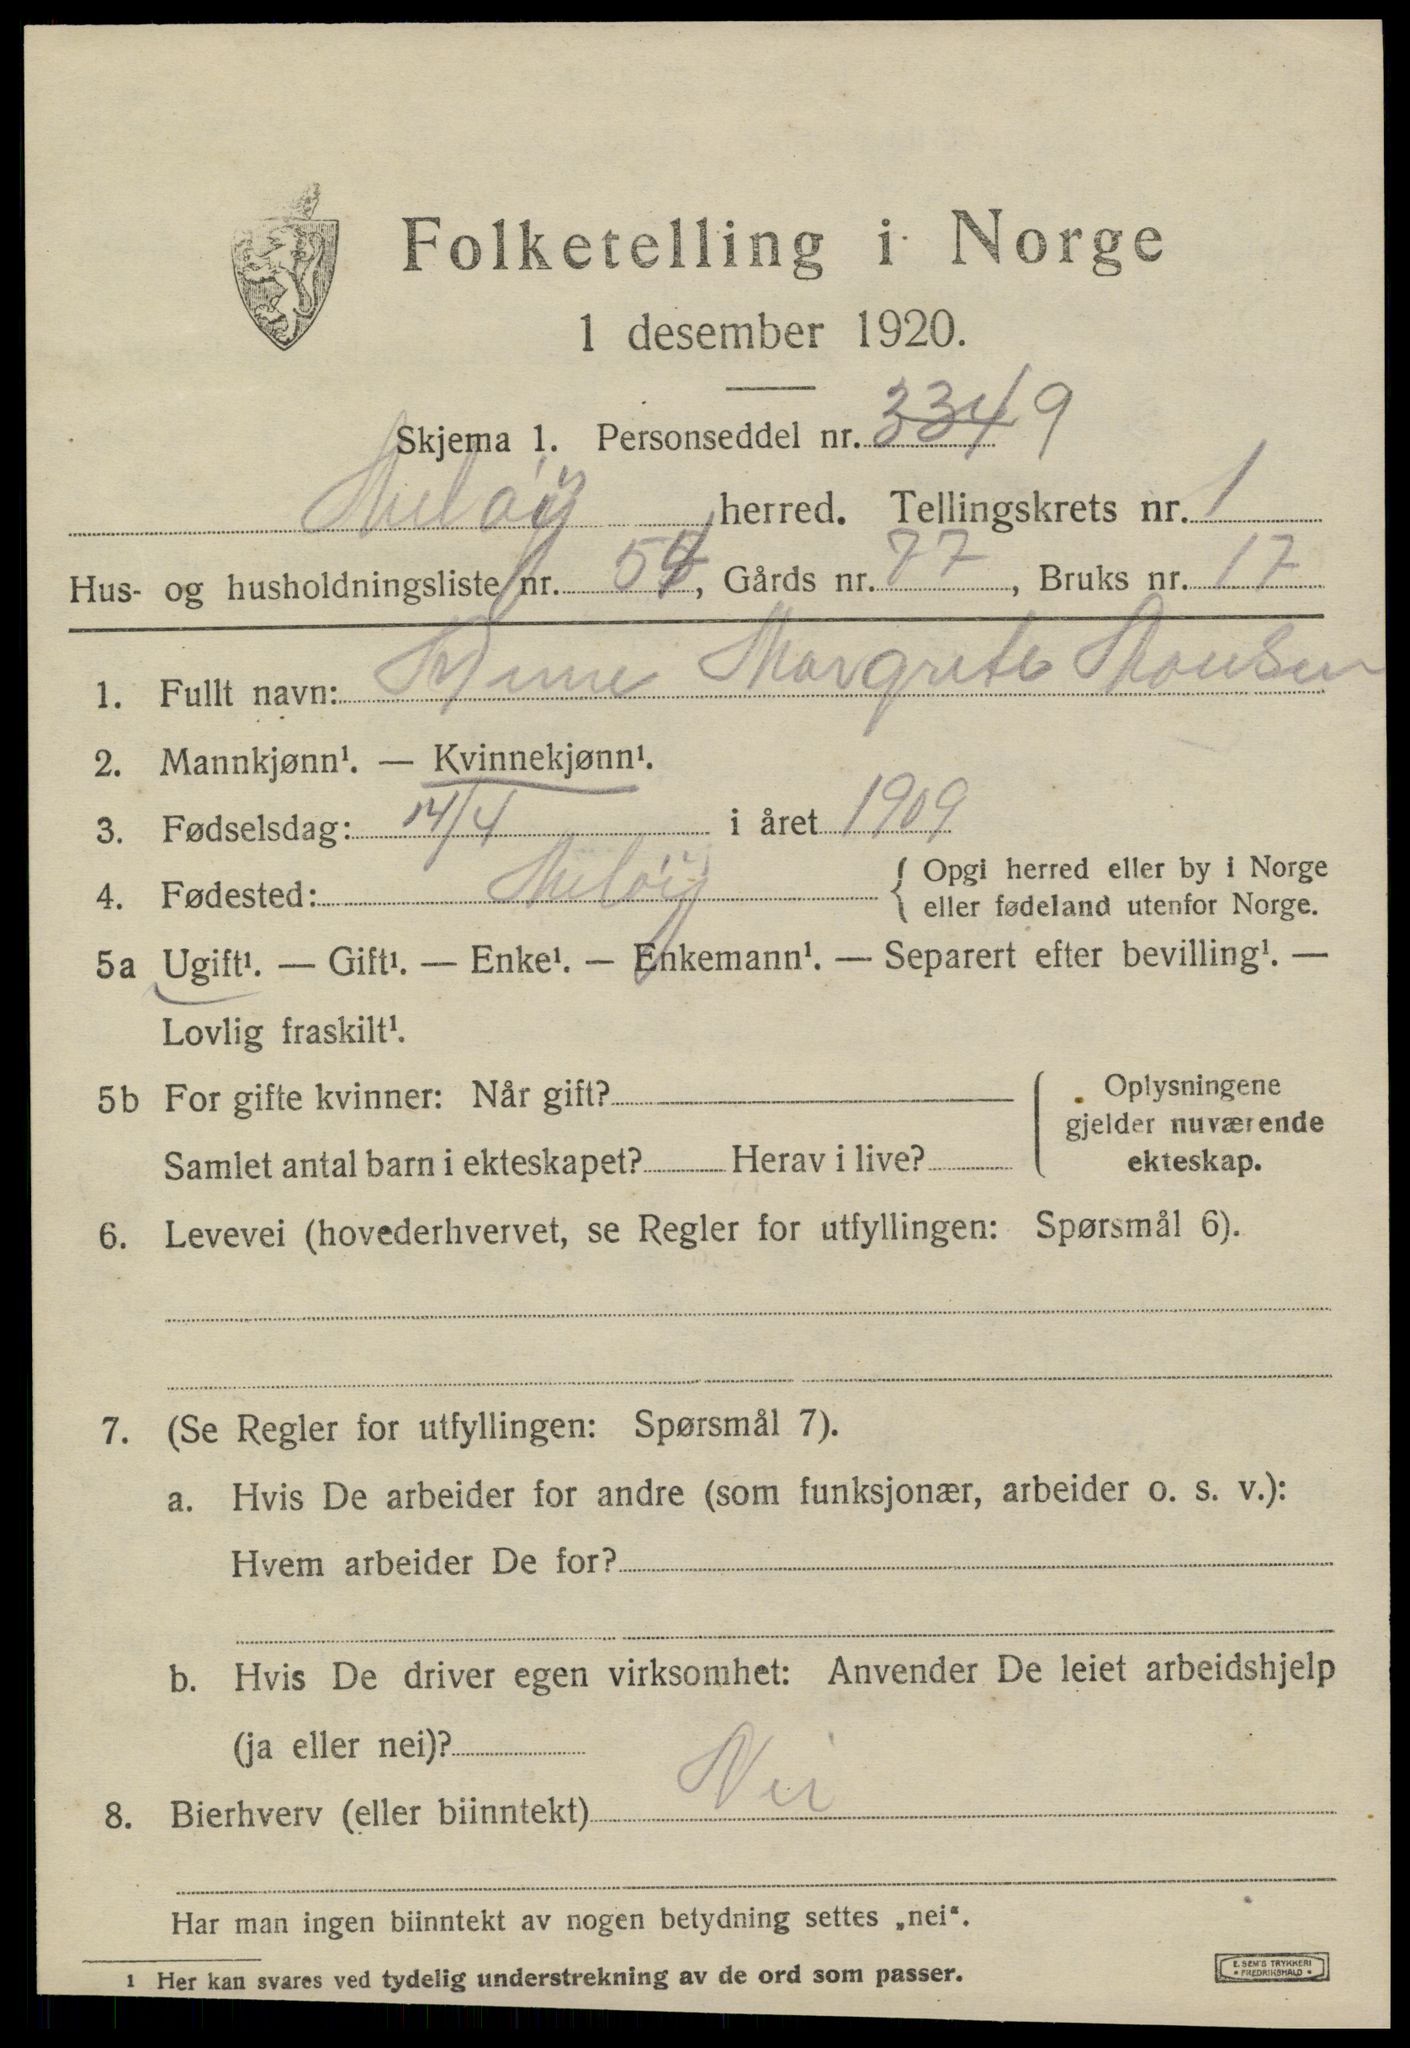 Folketelling i Norge
1 desember 1920.
Skjema 1. Personseddel nr. 334 9
Meløy herred. Tellingskrets nr. 1
Hus- og husholdningsliste nr. 54, Gårds nr. 77, Bruks nr. 17
1. Fullt navn: Margrete
2. Mannkjønn¹. — Kvinnekjønn¹.
3. Fødselsdag: 14/4 i året 1909
4. Fødested: Meløy { Opgi herred eller by i Norge
eller fødeland utenfor Norge.
5a Ugift¹. — Gift¹. — Enke¹. — Enkemann¹. — Separert efter bevilling¹. —
Lovlig fraskilt¹.
5b For gifte kvinner: Når gift? Oplysningene
gjelder nuværende
Samlet antal barn i ekteskapet? Herav i live? ekteskap.
6. Levevei (hovederhvervet, se Regler for utfyllingen: Spørsmål 6).
7. (Se Regler for utfyllingen: Spørsmål 7).
a. Hvis De arbeider for andre (som funksjonær, arbeider o. s. v.):
Hvem arbeider De for?
b. Hvis De driver egen virksomhet: Anvender De leiet arbeidshjelp
(ja eller nei)?
8. Bierhverv (eller biinntekt) Nei
Har man ingen biinntekt av nogen betydning settes „nei“.
1 Her kan svares ved tydelig understrekning av de ord som passer.
E. SEM'S TRYKKERI
• FREDRIKSHALD •